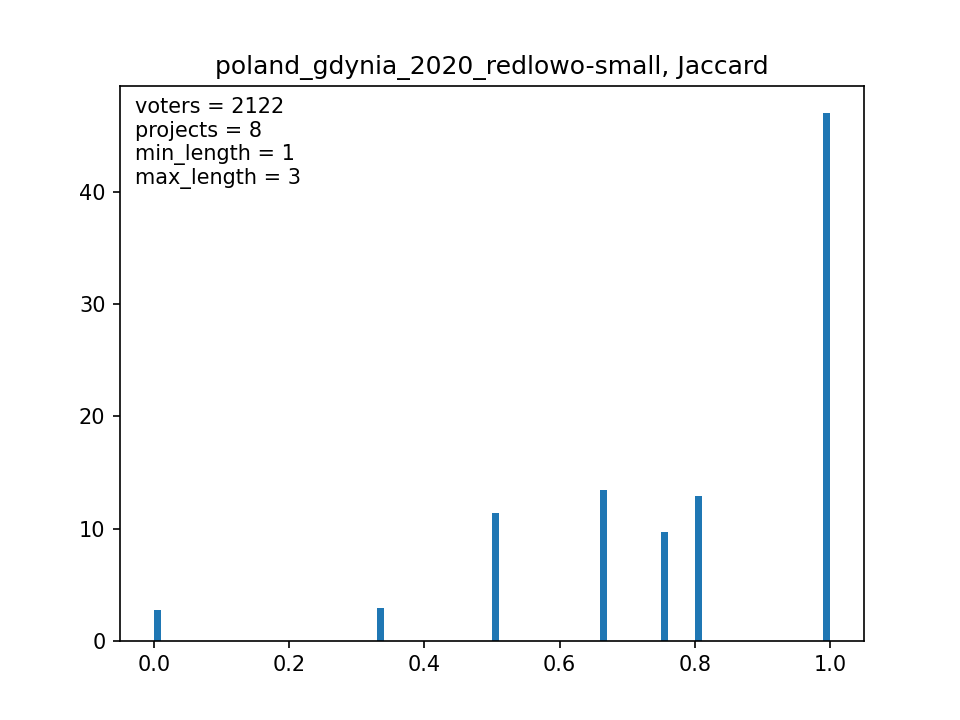 poland_gdynia_2020_redlowo-small, Jaccard
voters = 2122
projects = 8
min_length = 1
max_length = 3
40
30
20
10
0
0.0 0.2 0.4 0.6 0.8 1.0